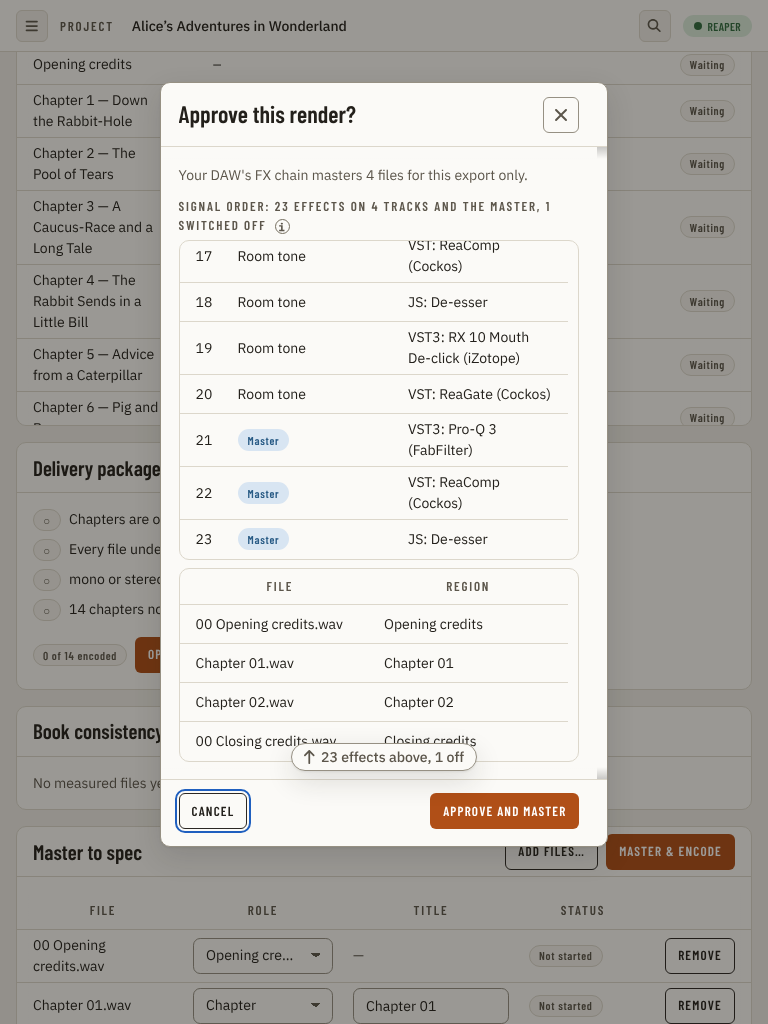 PROJECT Alice’s Adventures in Wonderland REAPER
Opening credits — Waiting
Chapter 1 — Down
the Rabbit-Hole
Waiting
Chapter 2 — The
Pool of Tears
Waiting
Chapter 3 — A
Caucus-Race and a
Long Tale
Waiting
Chapter 4 — The
Rabbit Sends in a
Little Bill
Waiting
Chapter 5 — Advice
from a Caterpillar
Waiting
Chapter 6 — Pig and
Waiting
Approve this render?
Your DAW's FX chain masters 4 files for this export only.
SIGNAL ORDER: 23 EFFECTS ON 4 TRACKS AND THE MASTER, 1
SWITCHED OFF
17 Room tone VST: ReaComp
(Cockos)
18 Room tone JS: De-esser
19 Room tone VST3: RX 10 Mouth
De-click (iZotope)
20 Room tone VST: ReaGate (Cockos)
21 Master VST3: Pro-Q 3
(FabFilter)
22 Master VST: ReaComp
(Cockos)
23 Master JS: De-esser
FILE REGION
00 Opening credits.wav Opening credits
Chapter 01.wav Chapter 01
Chapter 02.wav Chapter 02
00 Closing credits.wav Closing credits
↑ 23 effects above, 1 off
CANCEL APPROVE AND MASTER
Delivery package
Chapters are
Every file
mono or stereo
14 chapters
0 of 14 encoded
Book consistency
No measured files
Master to spec ADD FILES… MASTER & ENCODE
FILE ROLE TITLE STATUS
00 Opening
credits.wav
Opening cre... — Not started REMOVE
Chapter 01.wav Chapter Chapter 01 Not started REMOVE